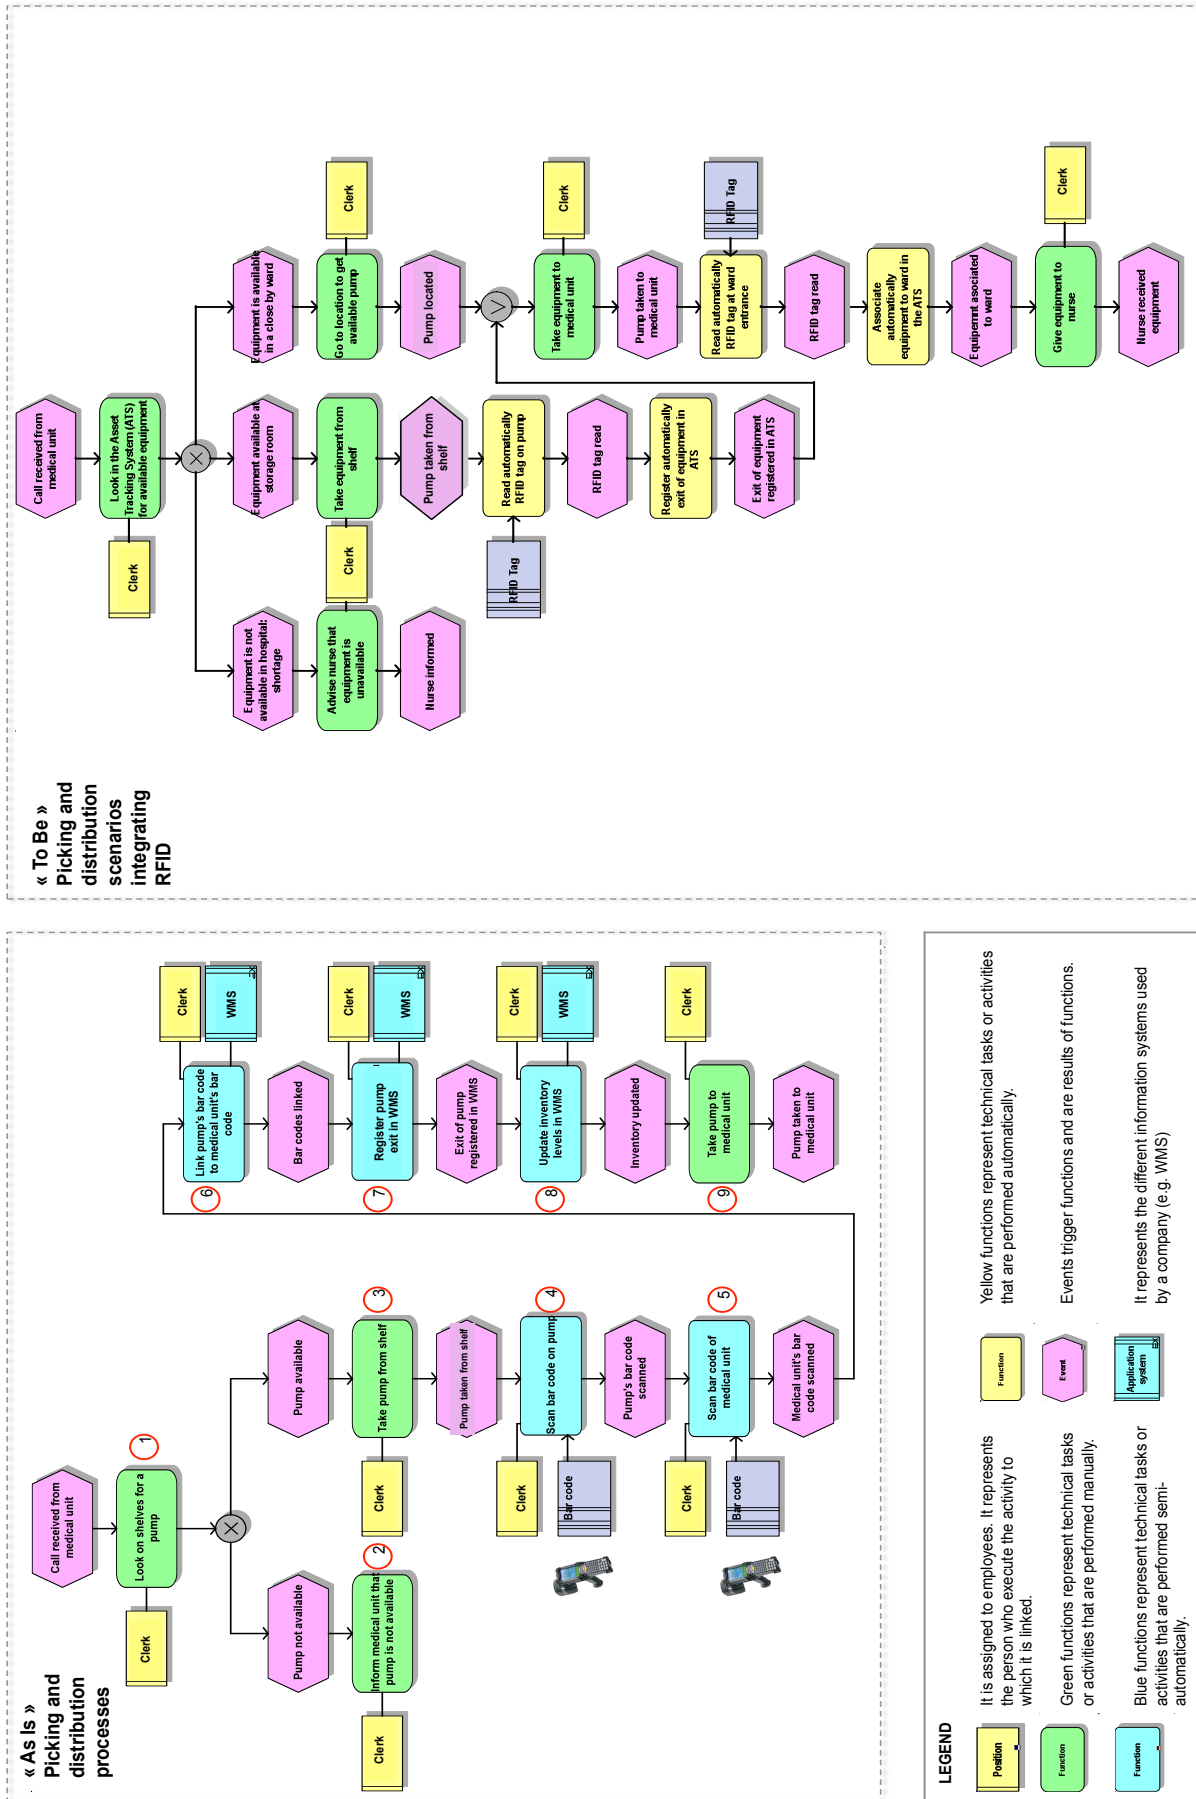 « As Is »
Picking and
distribution
processes
Call received from
medical unit
Look on shelves for a
pump
1
Clerk
Pump not available
Inform medical unit that
pump is not available
2
Clerk
Pump available
Take pump from shelf
3
Clerk
Pump taken from shelf
Scan bar code on pump
4
Clerk
Bar code
Pump's bar code
scanned
Scan bar code of
medical unit
5
Clerk
Bar code
Medical unit's bar
code scanned
Link pump's bar code
to medical unit's bar
code
6
Clerk
WMS
Bar codes linked
Register pump
exit in WMS
7
Clerk
WMS
Exit of pump
registered in WMS
Update inventory
levels in WMS
8
Clerk
WMS
Inventory updated
Take pump to
medical unit
9
Clerk
Pump taken to
medical unit
« To Be »
Picking and
distribution
scenarios
integrating
RFID
Call received from
medical unit
Look in the Asset
Tracking System (ATS)
for available equipment
Clerk
Equipment is not
available in hospital:
shortage
Advise nurse that
equipment is
unavailable
Clerk
Nurse informed
Equipment available at
storage room
Take equipment from
shelf
Pump taken from
shelf
Read automatically
RFID tag on pump
RFID Tag
RFID tag read
Register automatically
exit of equipment in
ATS
Exit of equipment
registered in ATS
Equipment is available
in a close by ward
Go to location to get
available pump
Clerk
Pump located
Take equipment to
medical unit
Clerk
Pump taken to
medical unit
Read automatically
RFID tag at ward
entrance
RFID Tag
RFID tag read
Associate
automatically
equipment to ward in
the ATS
Equipemnt asociated
to ward
Give equipment to
nurse
Clerk
Nurse received
equipment
LEGEND
Position
It is assigned to employees. It represents
the person who execute the activity to
which it is linked.
Function
Green functions represent technical tasks
or activities that are performed manually.
Function
Blue functions represent technical tasks or
activities that are performed semi-
automatically.
Function
Yellow functions represent technical tasks or activities
that are performed automatically.
Event
Events trigger functions and are results of functions.
Application
system
It represents the different information systems used
by a company (e.g. WMS)